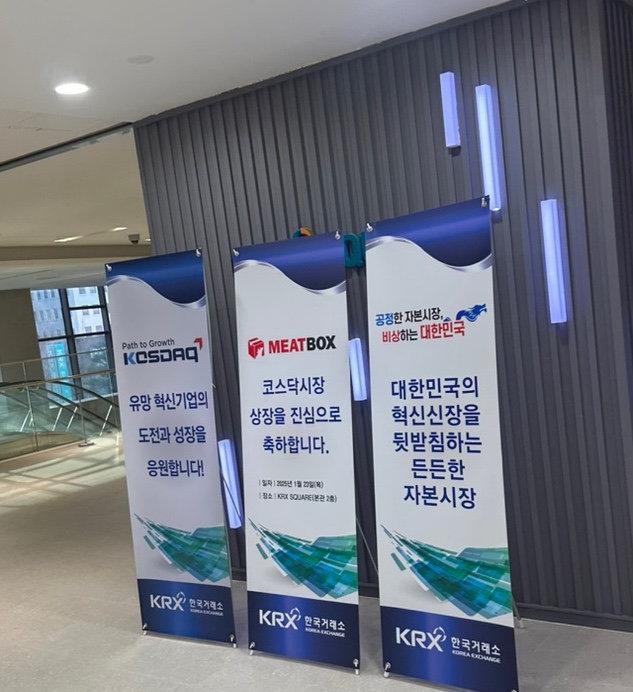 Path to Growth
KOSDAQ
유망 혁신기업의
도전과 성장을
응원합니다!
KRX 한국거래소
KOREA EXCHANGE
MEATBOX
코스닥시장
상장을 진심으로
축하합니다.
| 일자 | 2025년 1월 23일(목)
| 장소 | KRX SQUARE(본관 2층)
KRX 한국거래소
KOREA EXCHANGE
공정한 자본시장,
비상하는 대한민국
대한민국의
혁신신장을
뒷받침하는
든든한
자본시장
KRX 한국거래소
KOREA EXCHANGE